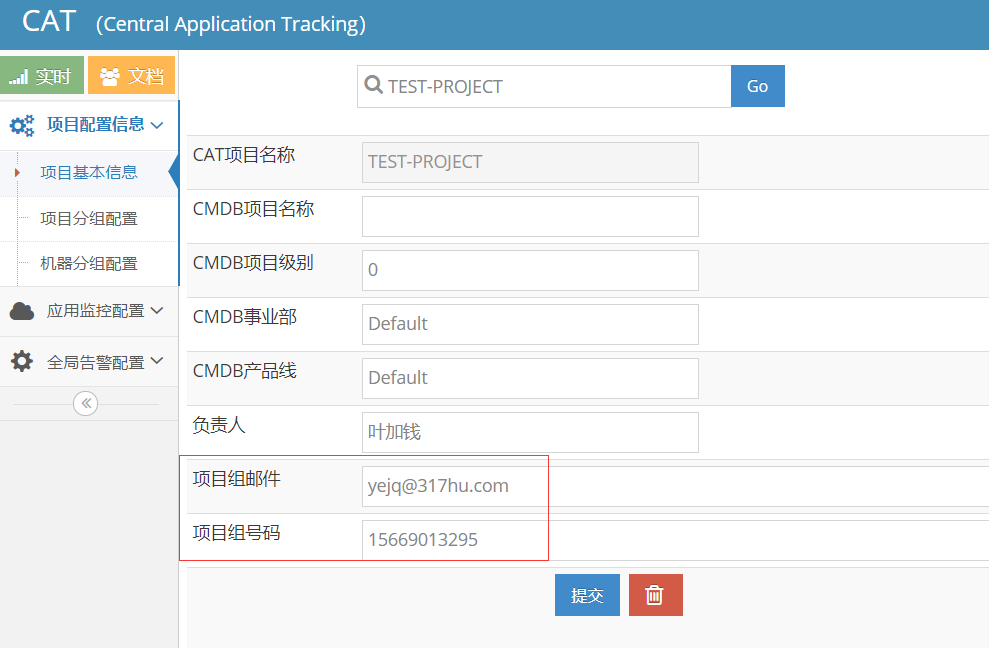 CAT (Central Application Tracking)
实时 文档
TEST-PROJECT Go
项目配置信息
项目基本信息
项目分组配置
机器分组配置
应用监控配置
全局告警配置
CAT项目名称 TEST-PROJECT
CMDB项目名称
CMDB项目级别 0
CMDB事业部 Default
CMDB产品线 Default
负责人 叶加钱
项目组邮件 yejq@317hu.com
项目组号码 15669013295
提交